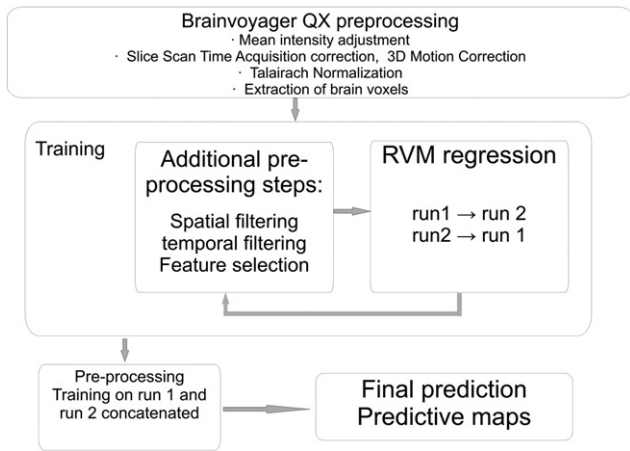 Brainvoyager QX preprocessing
· Mean intensity adjustment
· Slice Scan Time Acquisition correction, 3D Motion Correction
· Talairach Normalization
· Extraction of brain voxels
Training
Additional pre-
processing steps:
Spatial filtering
temporal filtering
Feature selection
RVM regression
run1 → run 2
run2 → run 1
Pre-processing
Training on run 1 and
run 2 concatenated
Final prediction
Predictive maps